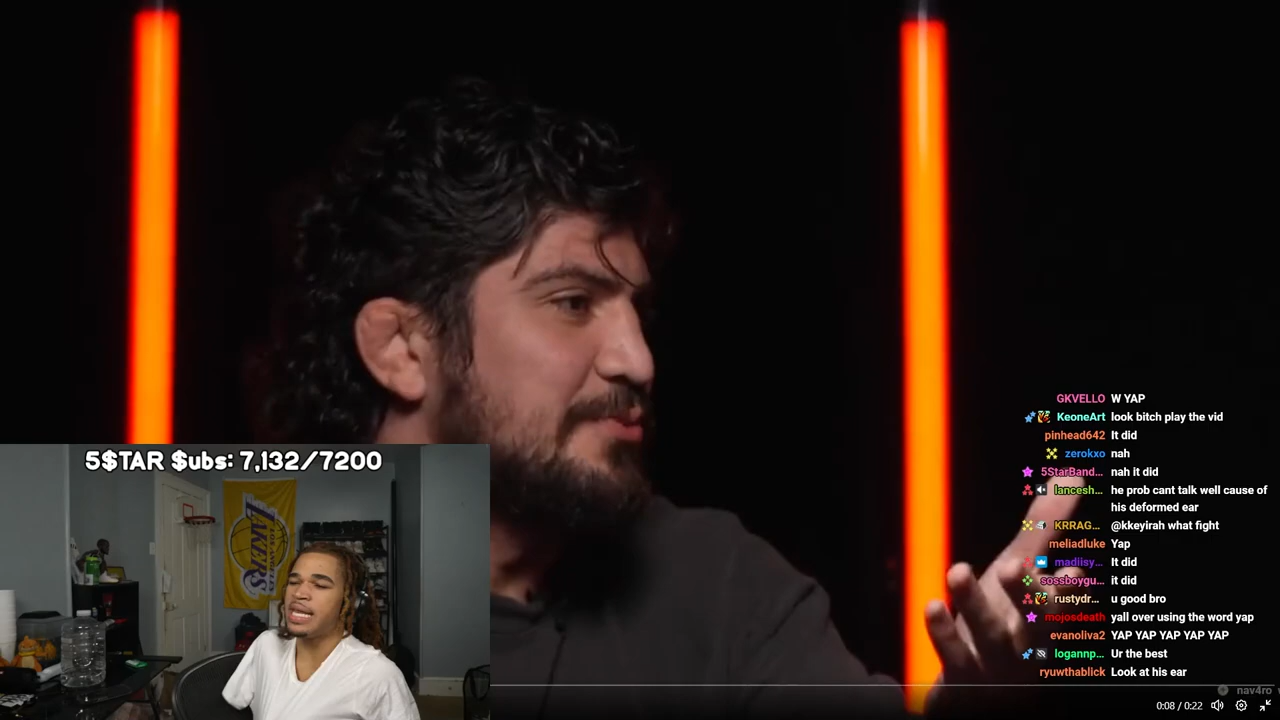 5$TAR $ubs: 7,132/7200
LAKERS
GKVELLO W YAP
KeoneArt look bitch play the vid
pinhead642 It did
zerokxo nah
5StarBand... nah it did
lancesh... he prob cant talk well cause of
his deformed ear
KRRAG... @kkeyirah what fight
meliadluke Yap
madiisy... It did
sossboygu... it did
rustydr... u good bro
mojosdeath yall over using the word yap
evanoliva2 YAP YAP YAP YAP YAP
logannp... Ur the best
ryuwthablick Look at his ear
nav4ro
0:08 / 0:22